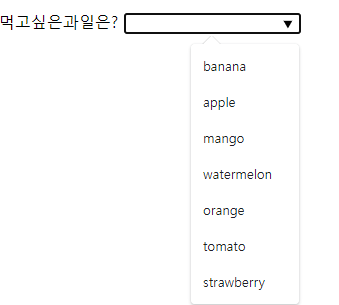 먹고싶은과일은?
banana
apple
mango
watermelon
orange
tomato
strawberry